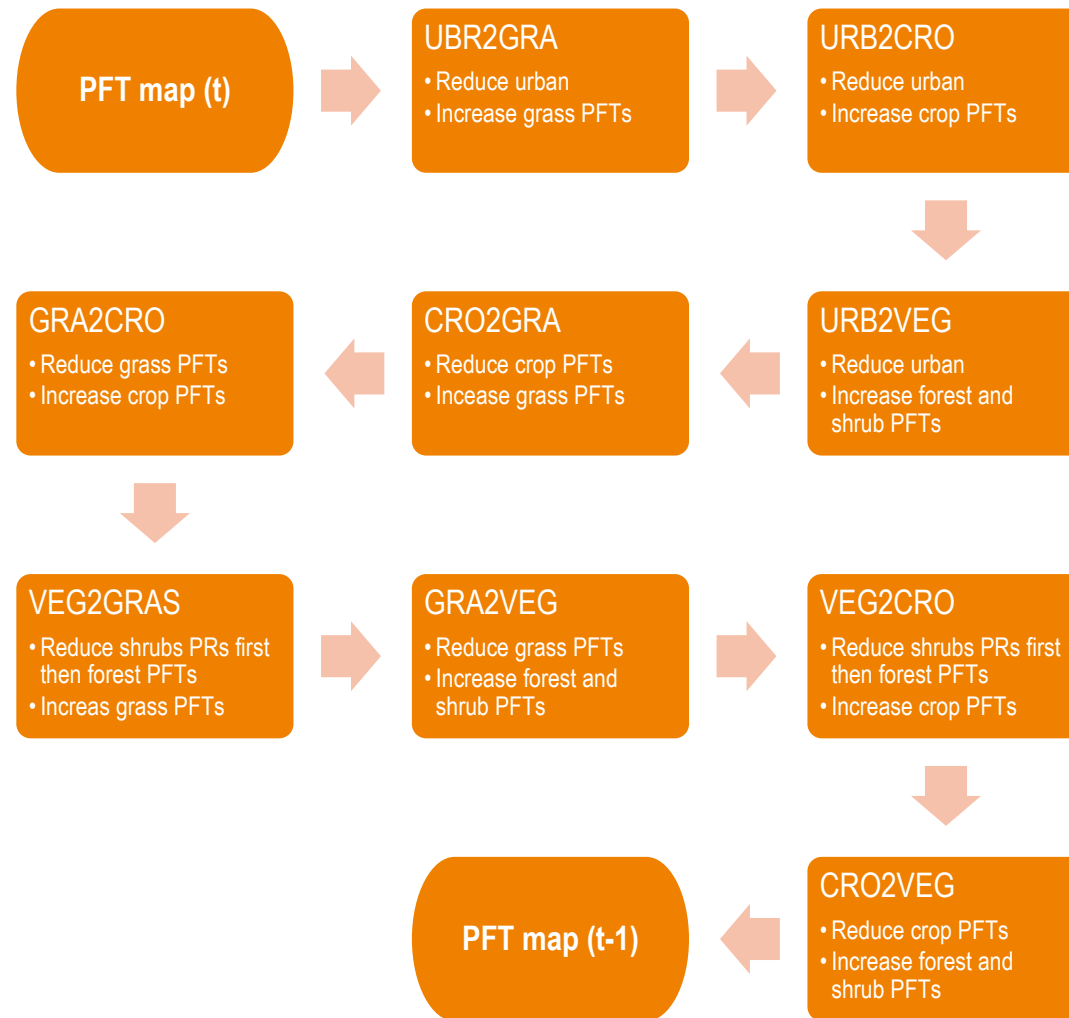 PFT map (t)
UBR2GRA
• Reduce urban
• Increase grass PFTs
URB2CRO
• Reduce urban
• Increase crop PFTs
URB2VEG
• Reduce urban
• Increase forest and
shrub PFTs
CRO2GRA
• Reduce crop PFTs
• Incease grass PFTs
GRA2CRO
• Reduce grass PFTs
• Increase crop PFTs
VEG2GRAS
• Reduce shrubs PRs first
then forest PFTs
• Increas grass PFTs
GRA2VEG
• Reduce grass PFTs
• Increase forest and
shrub PFTs
VEG2CRO
• Reduce shrubs PRs first
then forest PFTs
• Increase crop PFTs
CRO2VEG
• Reduce crop PFTs
• Increase forest and
shrub PFTs
PFT map (t-1)